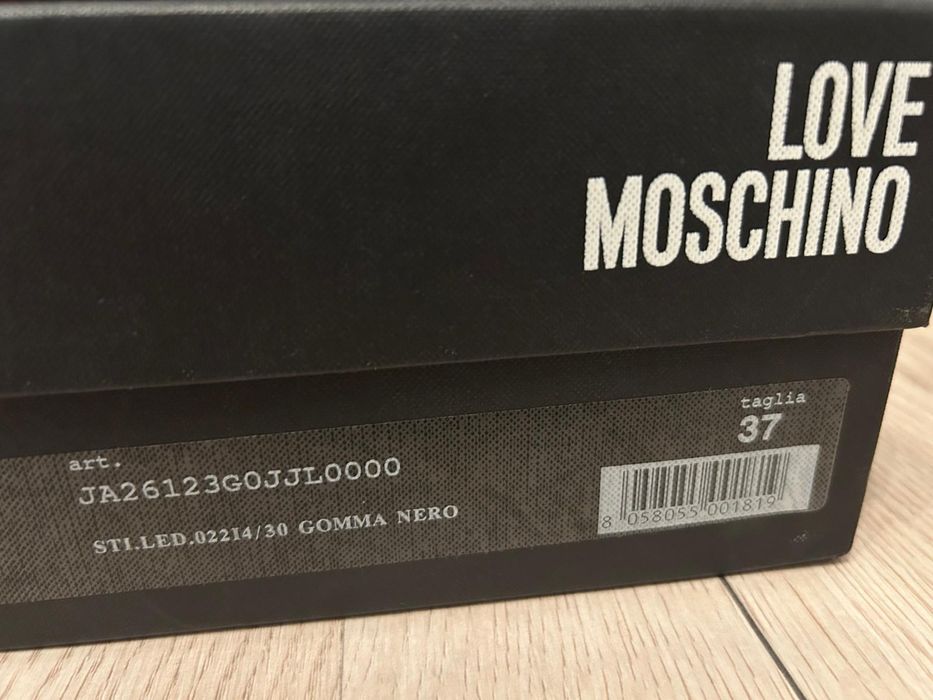 LOVE
MOSCHINO
taglia
37
art.
JA26123G0JJL0000
STI.LED.02214/30 GOMMA NERO
8 058055 001819